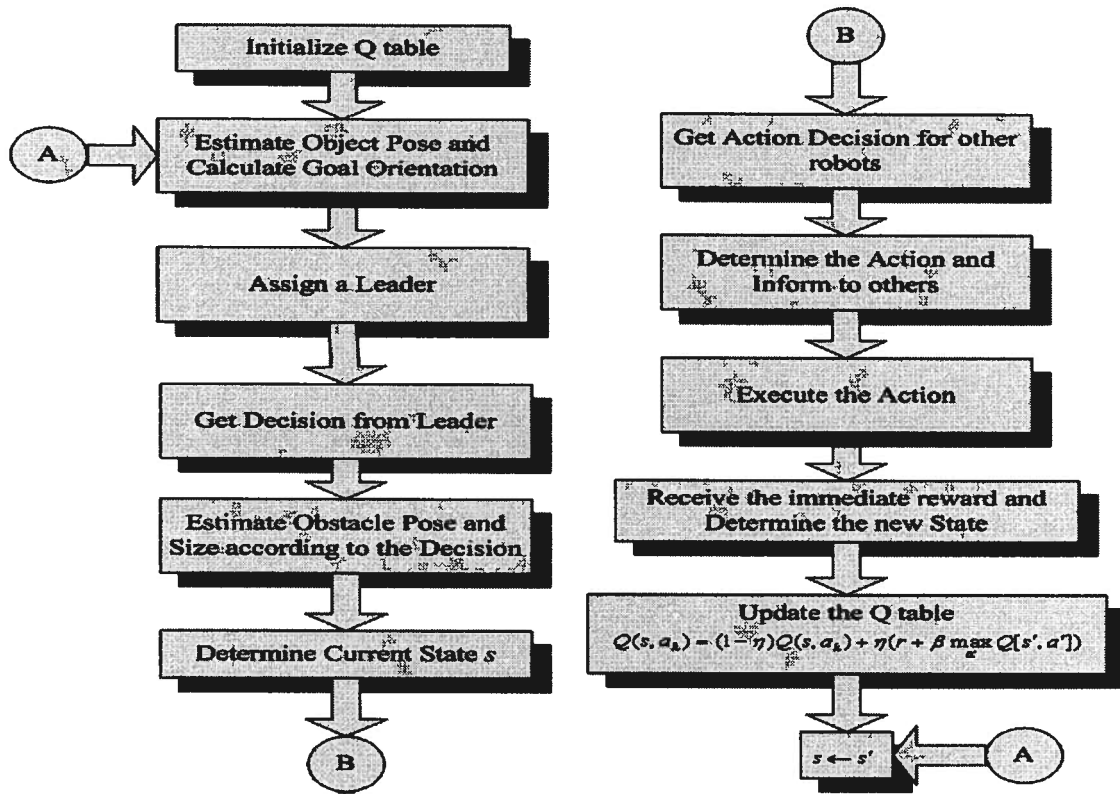 Initialize Q table
A
Estimate Object Pose and
Calculate Goal Orientation
Assign a Leader
Get Decision from Leader
Estimate Obstacle Pose and
Size according to the Decision
Determine Current State s
B
B
Get Action Decision for other
robots
Determine the Action and
Inform to others
Execute the Action
Receive the immediate reward and
Determine the new State
Update the Q table
Q(s, aₖ) = (1 − η)Q(s, aₖ) + η(r + β max Q[s′, a′])
a′
s ← s′
A